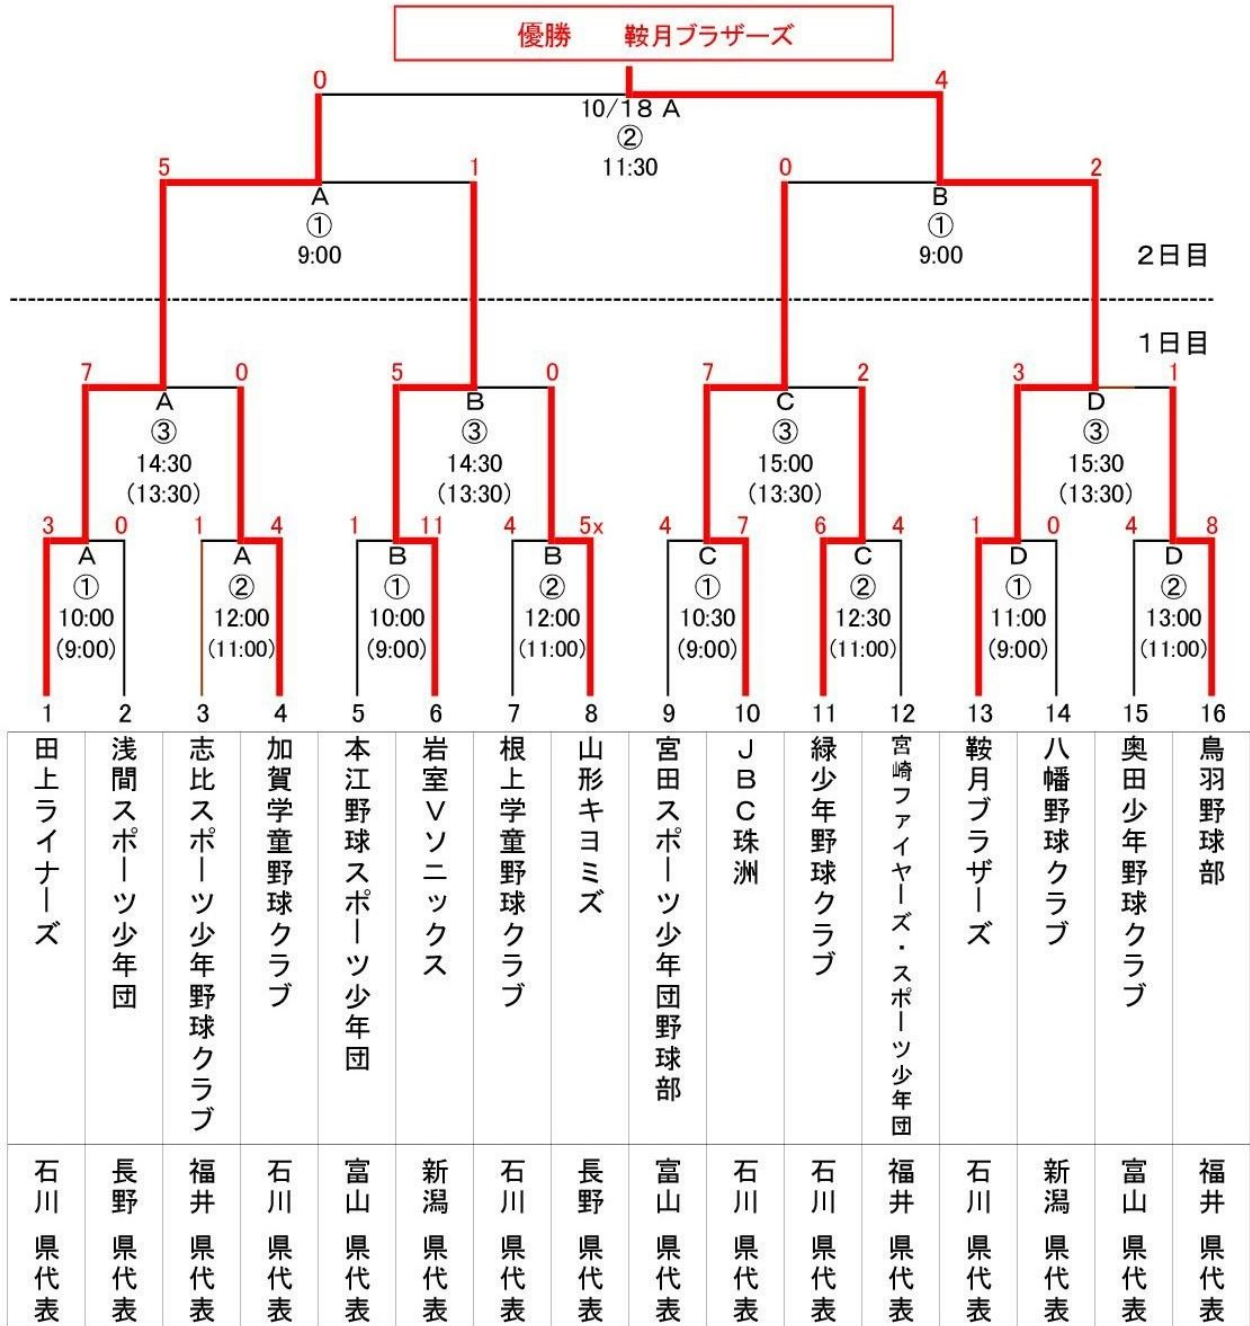 優勝　鞍月ブラザーズ
0 4
10/18 A
②
11:30
5 1 0 2
A B
① ①
9:00 9:00
2日目
1日目
7 0 5 0 7 2 3 1
A B C D
③ ③ ③ ③
14:30 14:30 15:00 15:30
(13:30) (13:30) (13:30) (13:30)
3 0 1 4 1 11 4 5x 4 7 6 4 1 0 4 8
A A B B C C D D
① ② ① ② ① ② ① ②
10:00 12:00 10:00 12:00 10:30 12:30 11:00 13:00
(9:00) (11:00) (9:00) (11:00) (9:00) (11:00) (9:00) (11:00)
1 2 3 4 5 6 7 8 9 10 11 12 13 14 15 16
田上ライナーズ
浅間スポーツ少年団
志比スポーツ少年野球クラブ
加賀学童野球クラブ
本江野球スポーツ少年団
岩室Vソニックス
根上学童野球クラブ
山形キヨミズ
宮田スポーツ少年団野球部
JBC珠洲
緑少年野球クラブ
宮崎ファイヤーズ・スポーツ少年団
鞍月ブラザーズ
八幡野球クラブ
奥田少年野球クラブ
鳥羽野球部
石川 県代表
長野 県代表
福井 県代表
石川 県代表
富山 県代表
新潟 県代表
石川 県代表
長野 県代表
富山 県代表
石川 県代表
石川 県代表
福井 県代表
石川 県代表
新潟 県代表
富山 県代表
福井 県代表